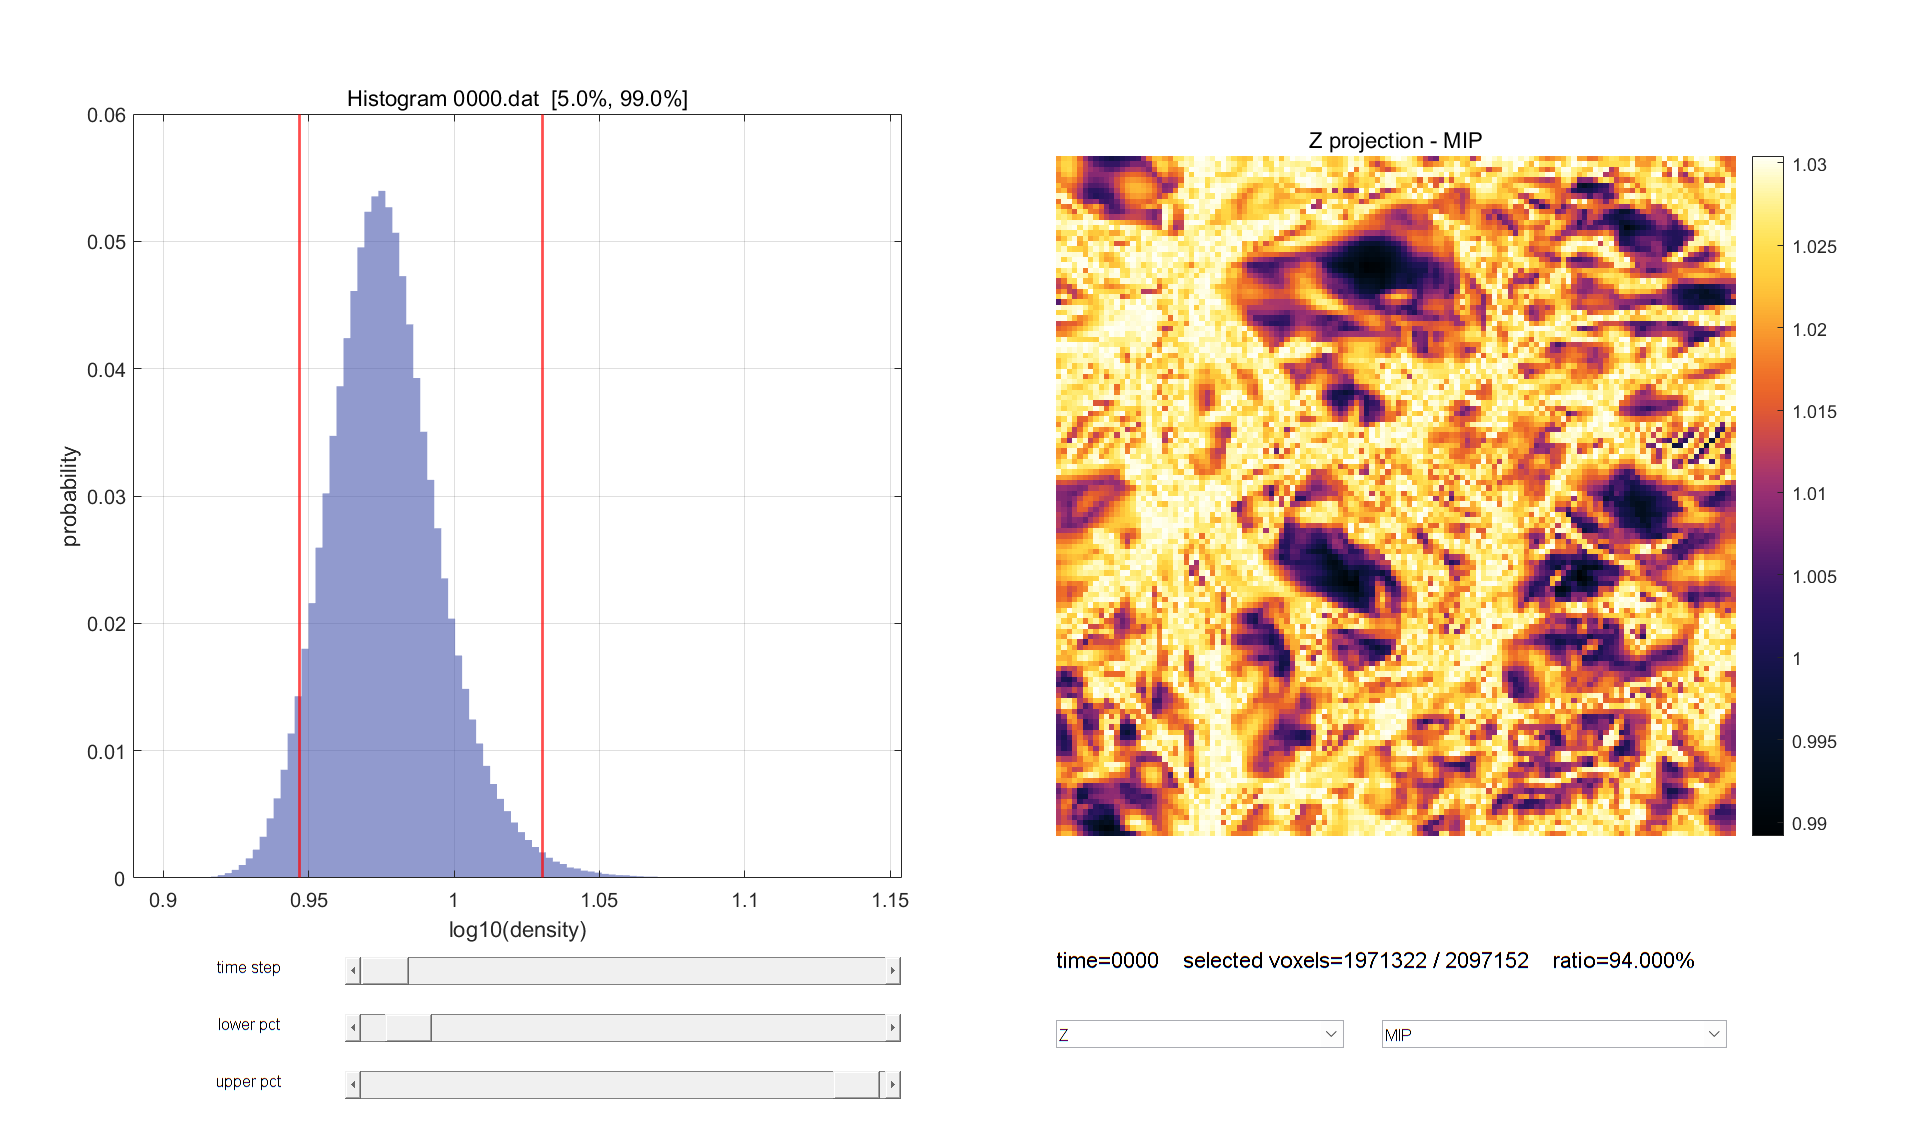 Histogram 0000.dat  [5.0%, 99.0%]
0.06
0.05
0.04
0.03
0.02
0.01
0
probability
0.9
0.95
1
1.05
1.1
1.15
log10(density)
time step
lower pct
upper pct
Z projection - MIP
1.03
1.025
1.02
1.015
1.01
1.005
1
0.995
0.99
time=0000    selected voxels=1971322 / 2097152    ratio=94.000%
Z
MIP